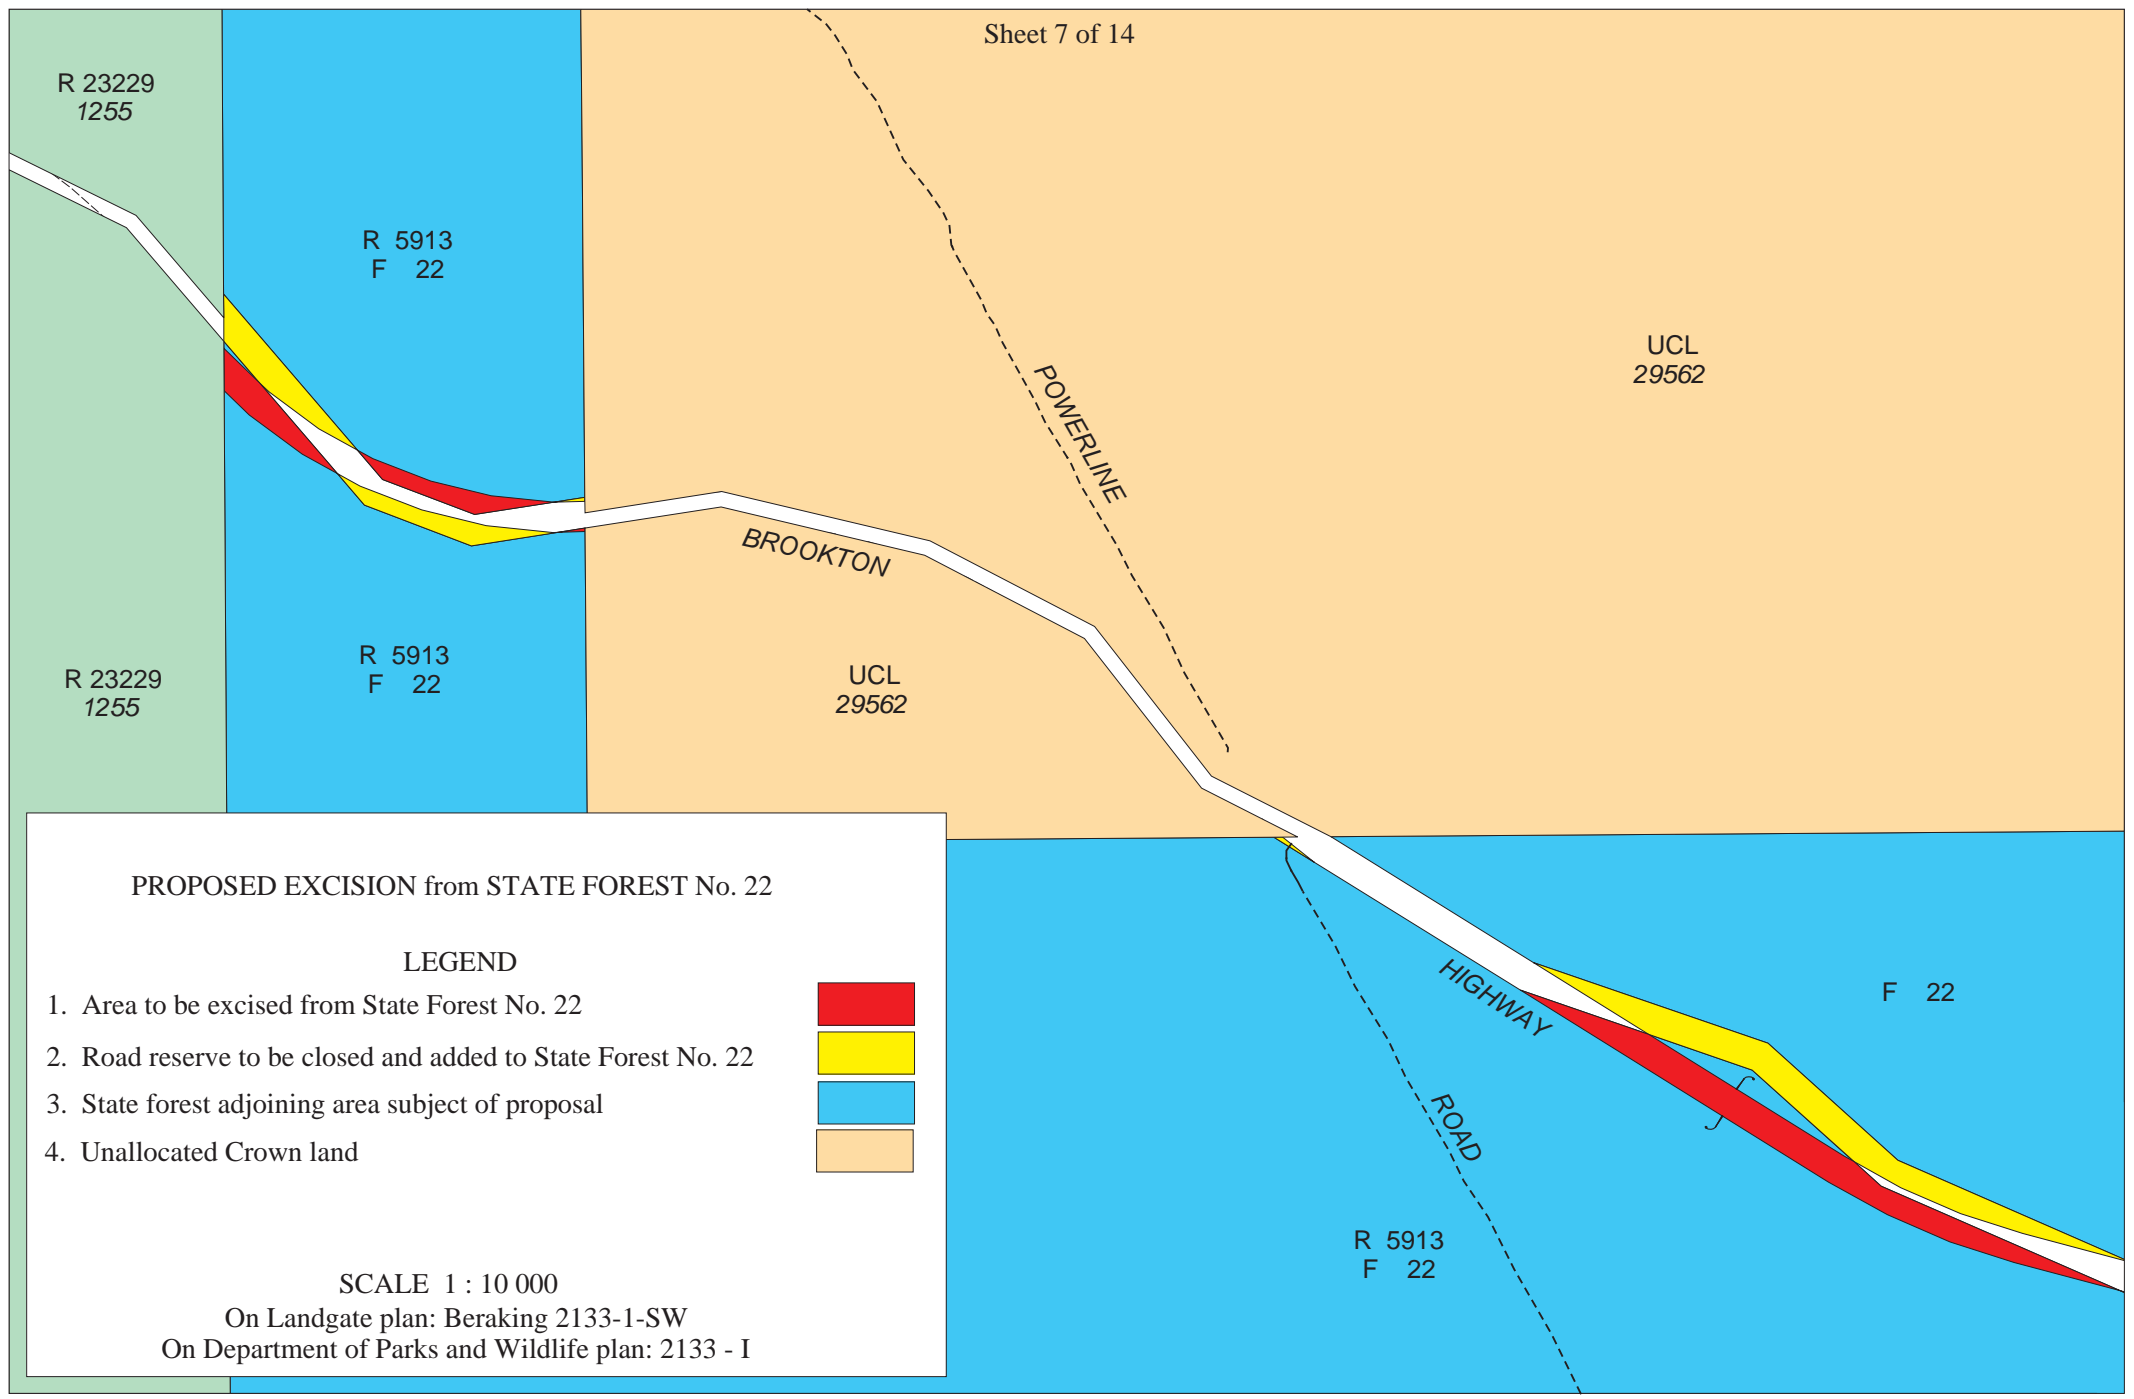 Sheet 7 of 14
R 23229
1255
R 5913
F 22
UCL
29562
POWERLINE
BROOKTON
R 23229
1255
R 5913
F 22
UCL
29562
HIGHWAY
F 22
ROAD
R 5913
F 22
PROPOSED EXCISION from STATE FOREST No. 22
LEGEND
1. Area to be excised from State Forest No. 22
2. Road reserve to be closed and added to State Forest No. 22
3. State forest adjoining area subject of proposal
4. Unallocated Crown land
SCALE 1 : 10 000
On Landgate plan: Beraking 2133-1-SW
On Department of Parks and Wildlife plan: 2133 - I